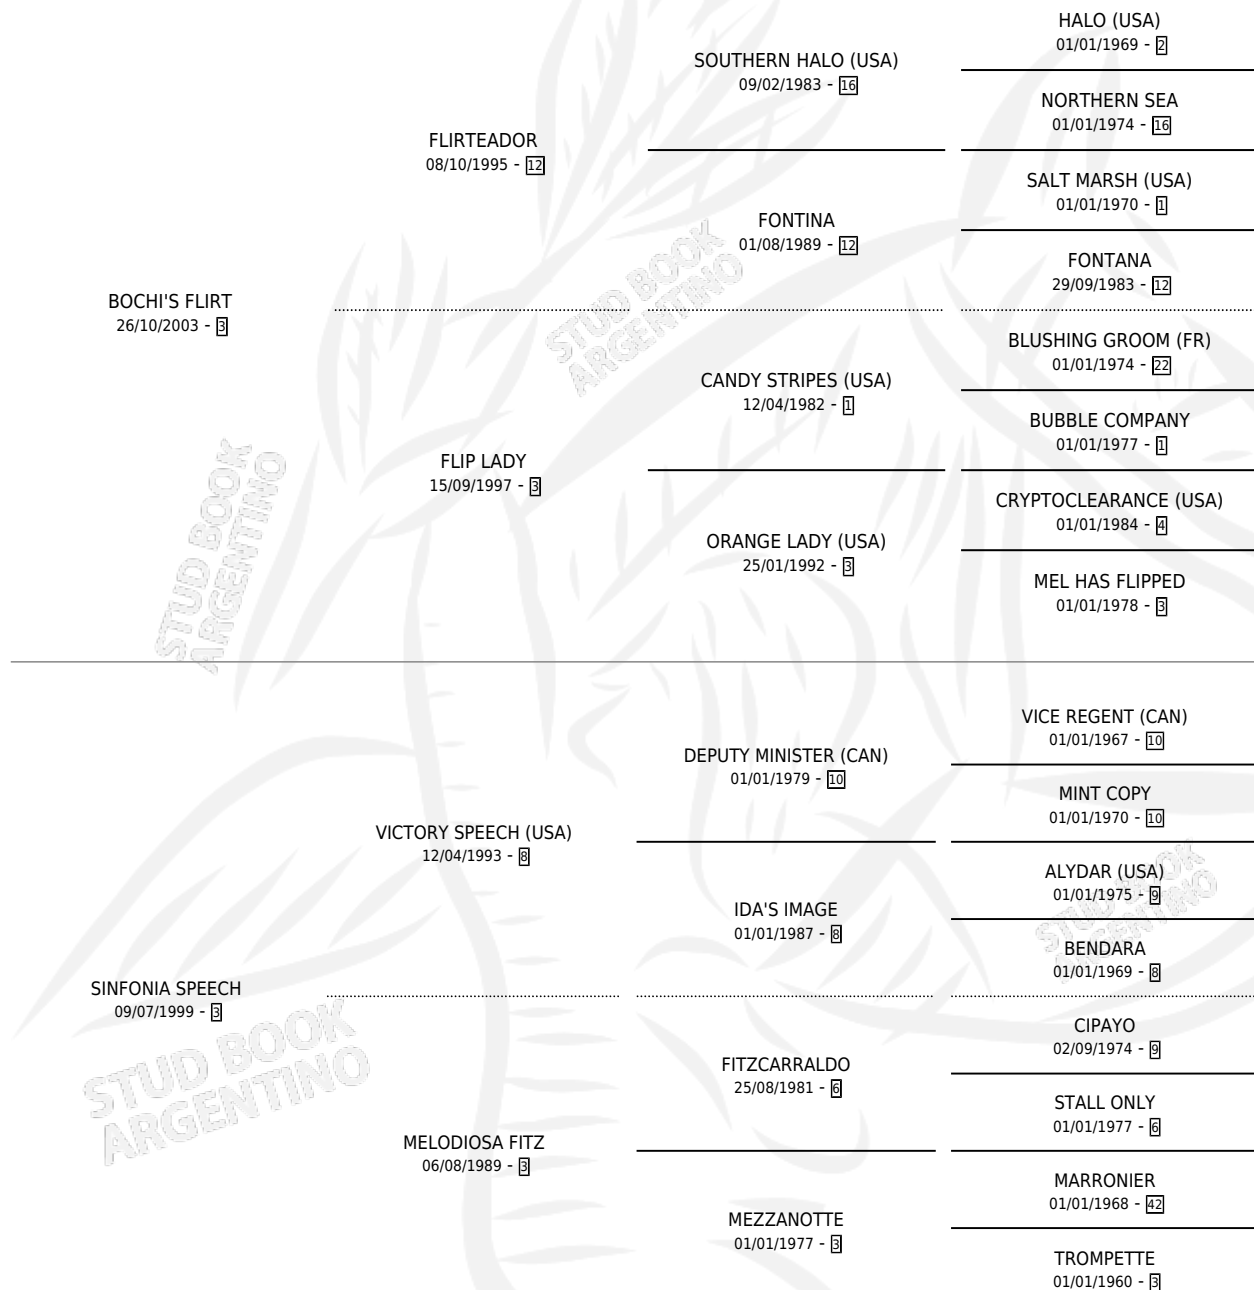 HALO (USA)
01/01/1969 - 2
SOUTHERN HALO (USA)
09/02/1983 - 16
NORTHERN SEA
01/01/1974 - 16
FLIRTEADOR
08/10/1995 - 12
SALT MARSH (USA)
01/01/1970 - 1
FONTINA
01/08/1989 - 12
FONTANA
29/09/1983 - 12
BOCHI'S FLIRT
26/10/2003 - 3
BLUSHING GROOM (FR)
01/01/1974 - 22
CANDY STRIPES (USA)
12/04/1982 - 1
BUBBLE COMPANY
01/01/1977 - 1
FLIP LADY
15/09/1997 - 3
CRYPTOCLEARANCE (USA)
01/01/1984 - 4
ORANGE LADY (USA)
25/01/1992 - 3
MEL HAS FLIPPED
01/01/1978 - 3
VICE REGENT (CAN)
01/01/1967 - 10
DEPUTY MINISTER (CAN)
01/01/1979 - 10
MINT COPY
01/01/1970 - 10
VICTORY SPEECH (USA)
12/04/1993 - 8
ALYDAR (USA)
01/01/1975 - 9
IDA'S IMAGE
01/01/1987 - 8
BENDARA
01/01/1969 - 8
SINFONIA SPEECH
09/07/1999 - 3
CIPAYO
02/09/1974 - 9
FITZCARRALDO
25/08/1981 - 6
STALL ONLY
01/01/1977 - 6
MELODIOSA FITZ
06/08/1989 - 3
MARRONIER
01/01/1968 - 42
MEZZANOTTE
01/01/1977 - 3
TROMPETTE
01/01/1960 - 3
STUD BOOK
ARGENTINO
STUD BOOK
ARGENTINO
STUD BOOK
ARGENTINO
STUD BOOK
ARGENTINO